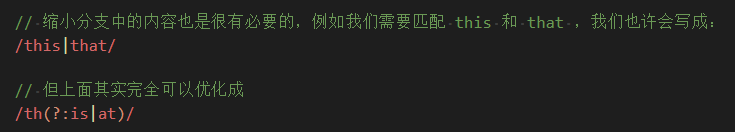 // 缩小分支中的内容也是很有必要的，例如我们需要匹配 this 和 that ，我们也许会写成：
/this|that/
// 但上面其实完全可以优化成
/th(?:is|at)/